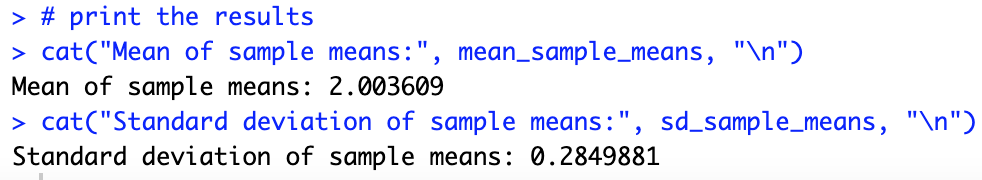 > # print the results
> cat("Mean of sample means:", mean_sample_means, "\n")
Mean of sample means: 2.003609
> cat("Standard deviation of sample means:", sd_sample_means, "\n")
Standard deviation of sample means: 0.2849881